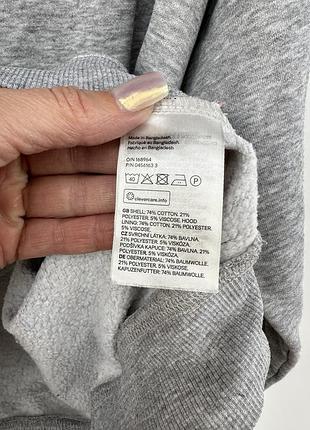 Made in Bangladesh
Fabriqué en Bangladesh
Hecho en Bangladesh
O/N 168964
P/N 0456163 3
40 P
clevercare.info
GB SHELL: 74% COTTON. 21%
POLYESTER. 5% VISCOSE. HOOD
LINING: 74% COTTON. 21% POLYESTER.
5% VISCOSE.
CZ SVRCHNÍ LÁTKA: 74% BAVLNA.
21% POLYESTER. 5% VISKÓZA.
PODŠÍVKA KAPUCE: 74% BAVLNA. 21%
POLYESTER. 5% VISKÓZA.
DE OBERMATERIAL: 74% BAUMWOLLE.
21% POLYESTER. 5% VISKOSE.
KAPUZENFUTTER: 74% BAUMWOLLE.